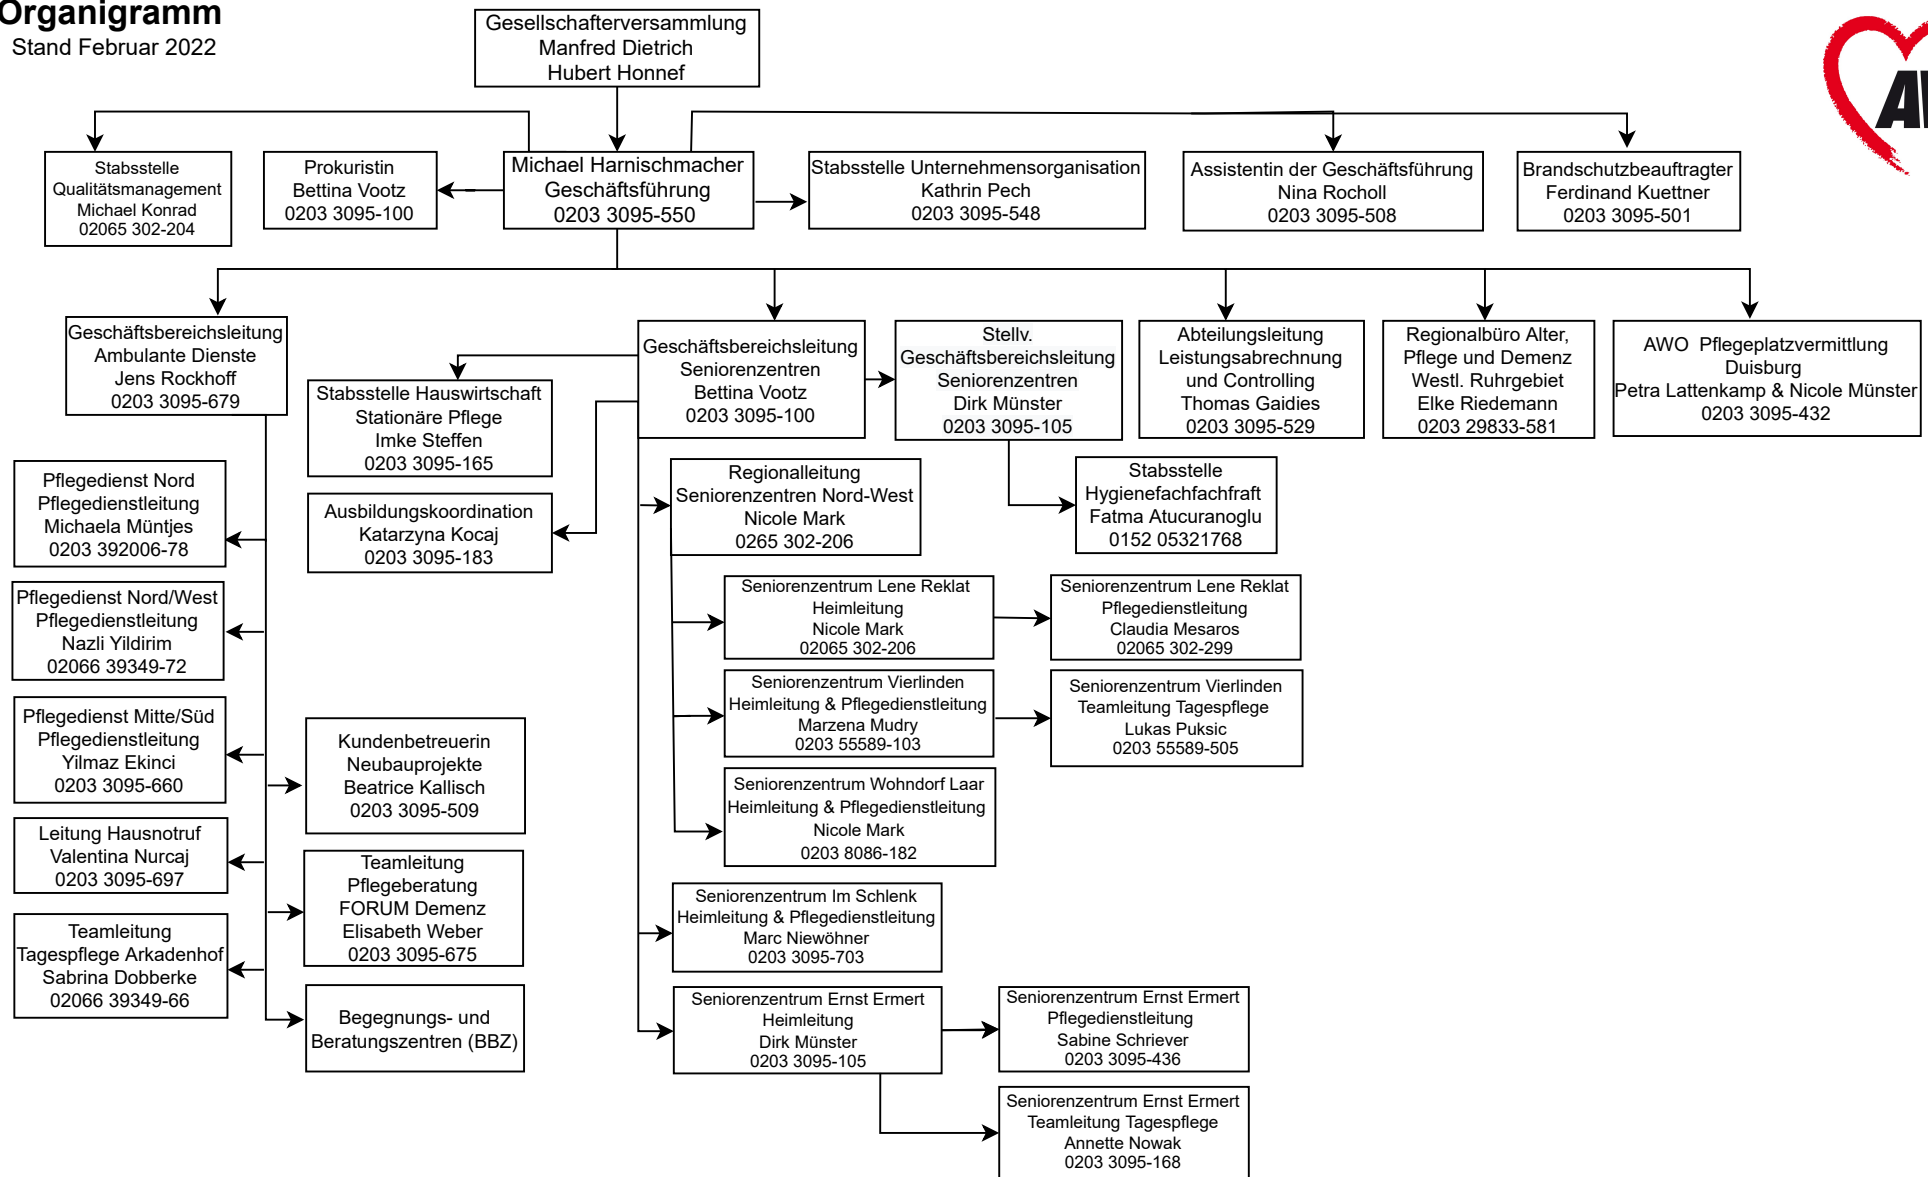 Organigramm
Stand Februar 2022
Gesellschafterversammlung
Manfred Dietrich
Hubert Honnef
Stabsstelle
Qualitätsmanagement
Michael Konrad
02065 302-204
Prokuristin
Bettina Vootz
0203 3095-100
Michael Harnischmacher
Geschäftsführung
0203 3095-550
Stabsstelle Unternehmensorganisation
Kathrin Pech
0203 3095-548
Assistentin der Geschäftsführung
Nina Rocholl
0203 3095-508
Brandschutzbeauftragter
Ferdinand Kuettner
0203 3095-501
Geschäftsbereichsleitung
Ambulante Dienste
Jens Rockhoff
0203 3095-679
Geschäftsbereichsleitung
Seniorenzentren
Bettina Vootz
0203 3095-100
Stellv.
Geschäftsbereichsleitung
Seniorenzentren
Dirk Münster
0203 3095-105
Abteilungsleitung
Leistungsabrechnung
und Controlling
Thomas Gaidies
0203 3095-529
Regionalbüro Alter,
Pflege und Demenz
Westl. Ruhrgebiet
Elke Riedemann
0203 29833-581
AWO Pflegeplatzvermittlung
Duisburg
Petra Lattenkamp & Nicole Münster
0203 3095-432
Stabsstelle Hauswirtschaft
Stationäre Pflege
Imke Steffen
0203 3095-165
Ausbildungskoordination
Katarzyna Kocaj
0203 3095-183
Regionalleitung
Seniorenzentren Nord-West
Nicole Mark
0265 302-206
Stabsstelle
Hygienefachfachfraft
Fatma Atucuranoglu
0152 05321768
Pflegedienst Nord
Pflegedienstleitung
Michaela Müntjes
0203 392006-78
Pflegedienst Nord/West
Pflegedienstleitung
Nazli Yildirim
02066 39349-72
Pflegedienst Mitte/Süd
Pflegedienstleitung
Yilmaz Ekinci
0203 3095-660
Leitung Hausnotruf
Valentina Nurcaj
0203 3095-697
Teamleitung
Tagespflege Arkadenhof
Sabrina Dobberke
02066 39349-66
Kundenbetreuerin
Neubauprojekte
Beatrice Kallisch
0203 3095-509
Teamleitung
Pflegeberatung
FORUM Demenz
Elisabeth Weber
0203 3095-675
Begegnungs- und
Beratungszentren (BBZ)
Seniorenzentrum Lene Reklat
Heimleitung
Nicole Mark
02065 302-206
Seniorenzentrum Lene Reklat
Pflegedienstleitung
Claudia Mesaros
02065 302-299
Seniorenzentrum Vierlinden
Heimleitung & Pflegedienstleitung
Marzena Mudry
0203 55589-103
Seniorenzentrum Vierlinden
Teamleitung Tagespflege
Lukas Puksic
0203 55589-505
Seniorenzentrum Wohndorf Laar
Heimleitung & Pflegedienstleitung
Nicole Mark
0203 8086-182
Seniorenzentrum Im Schlenk
Heimleitung & Pflegedienstleitung
Marc Niewöhner
0203 3095-703
Seniorenzentrum Ernst Ermert
Heimleitung
Dirk Münster
0203 3095-105
Seniorenzentrum Ernst Ermert
Pflegedienstleitung
Sabine Schriever
0203 3095-436
Seniorenzentrum Ernst Ermert
Teamleitung Tagespflege
Annette Nowak
0203 3095-168